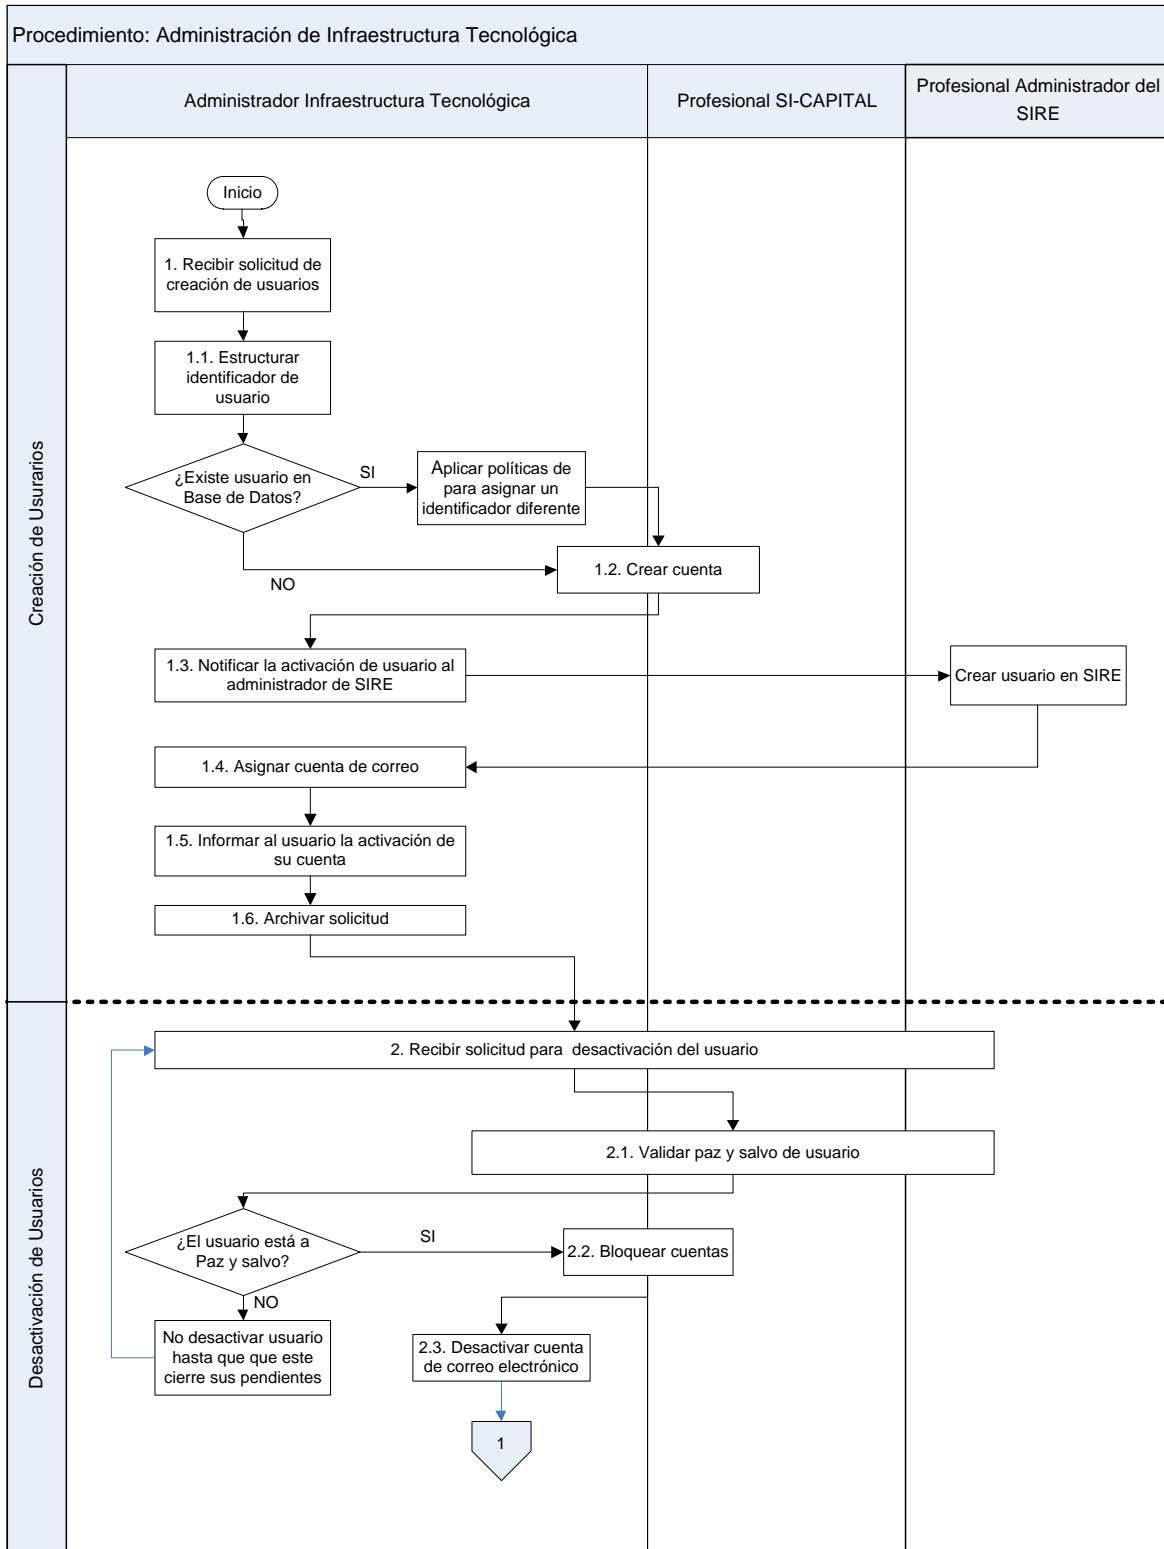 Procedimiento: Administración de Infraestructura Tecnológica
Administrador Infraestructura Tecnológica
Profesional SI-CAPITAL
Profesional Administrador del
SIRE
Creación de Usurarios
Inicio
1. Recibir solicitud de
creación de usuarios
1.1. Estructurar
identificador de
usuario
¿Existe usuario en
Base de Datos?
SI
Aplicar políticas de
para asignar un
identificador diferente
NO
1.2. Crear cuenta
1.3. Notificar la activación de usuario al
administrador de SIRE
Crear usuario en SIRE
1.4. Asignar cuenta de correo
1.5. Informar al usuario la activación de
su cuenta
1.6. Archivar solicitud
Desactivación de Usuarios
2. Recibir solicitud para desactivación del usuario
2.1. Validar paz y salvo de usuario
¿El usuario está a
Paz y salvo?
SI
2.2. Bloquear cuentas
NO
No desactivar usuario
hasta que que este
cierre sus pendientes
2.3. Desactivar cuenta
de correo electrónico
1